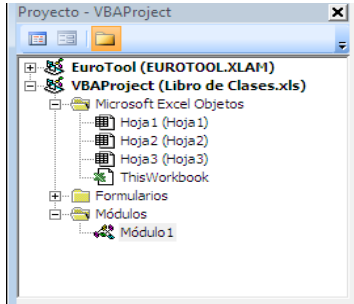 Proyecto - VBAProject
EuroTool (EUROTOOL.XLAM)
VBAProject (Libro de Clases.xls)
Microsoft Excel Objetos
Hoja1 (Hoja1)
Hoja2 (Hoja2)
Hoja3 (Hoja3)
ThisWorkbook
Formularios
Módulos
Módulo1